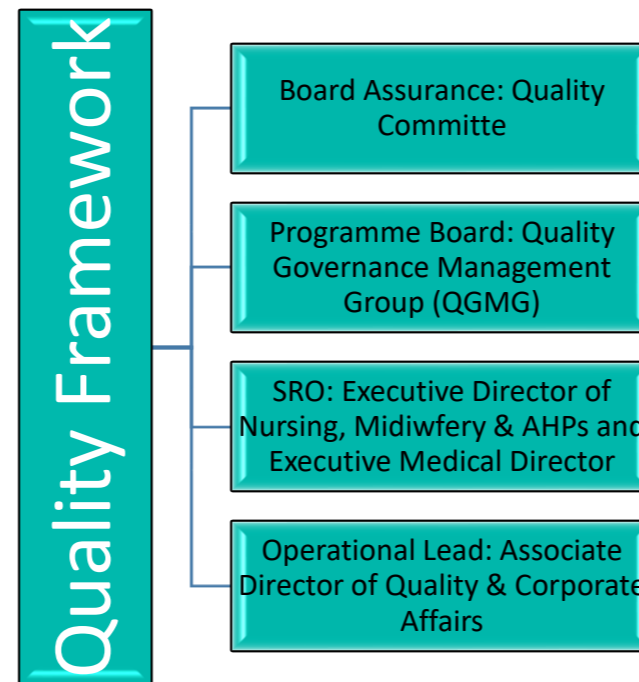 Quality Framework
Board Assurance: Quality
Committe
Programme Board: Quality
Governance Management
Group (QGMG)
SRO: Executive Director of
Nursing, Midiwfery & AHPs and
Executive Medical Director
Operational Lead: Associate
Director of Quality & Corporate
Affairs